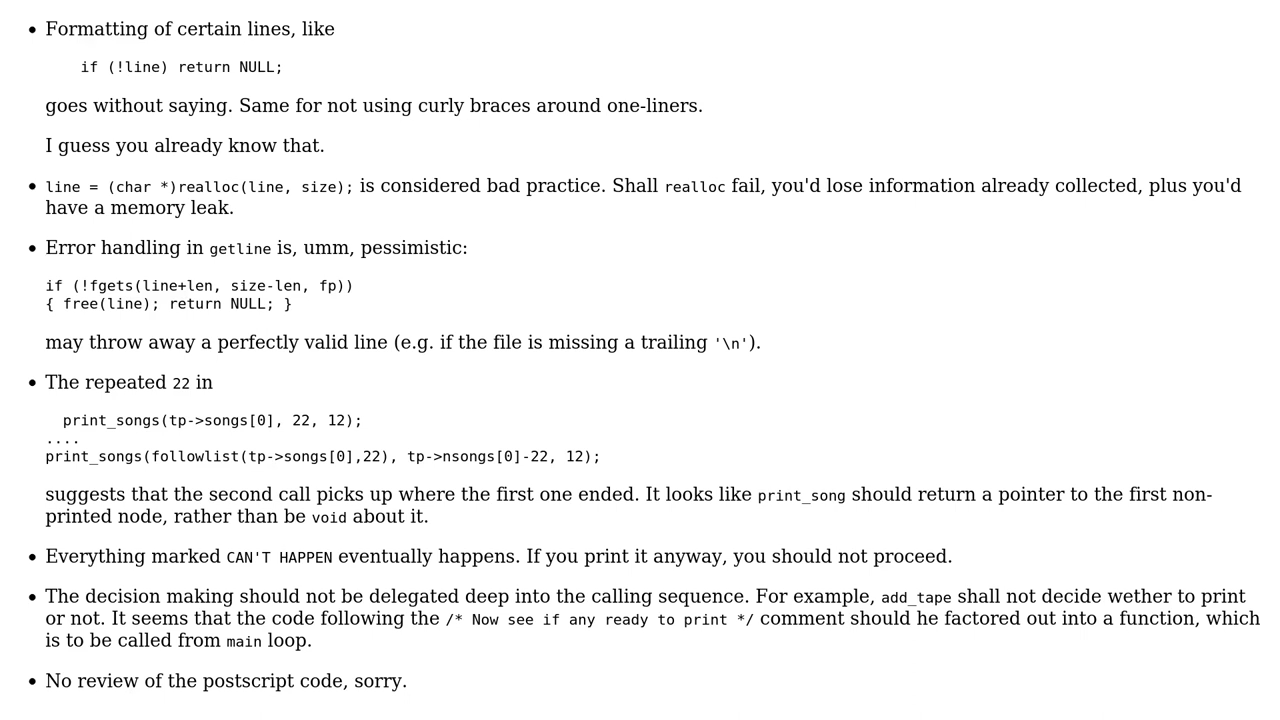 • Formatting of certain lines, like
if (!line) return NULL;
goes without saying. Same for not using curly braces around one-liners.
I guess you already know that.
• line = (char *)realloc(line, size); is considered bad practice. Shall realloc fail, you'd lose information already collected, plus you'd
have a memory leak.
• Error handling in getline is, umm, pessimistic:
if (!fgets(line+len, size-len, fp))
{ free(line); return NULL; }
may throw away a perfectly valid line (e.g. if the file is missing a trailing '\n').
• The repeated 22 in
print_songs(tp->songs[0], 22, 12);
....
print_songs(followlist(tp->songs[0],22), tp->nsongs[0]-22, 12);
suggests that the second call picks up where the first one ended. It looks like print_song should return a pointer to the first non-
printed node, rather than be void about it.
• Everything marked CAN'T HAPPEN eventually happens. If you print it anyway, you should not proceed.
• The decision making should not be delegated deep into the calling sequence. For example, add_tape shall not decide wether to print
or not. It seems that the code following the /* Now see if any ready to print */ comment should he factored out into a function, which
is to be called from main loop.
• No review of the postscript code, sorry.